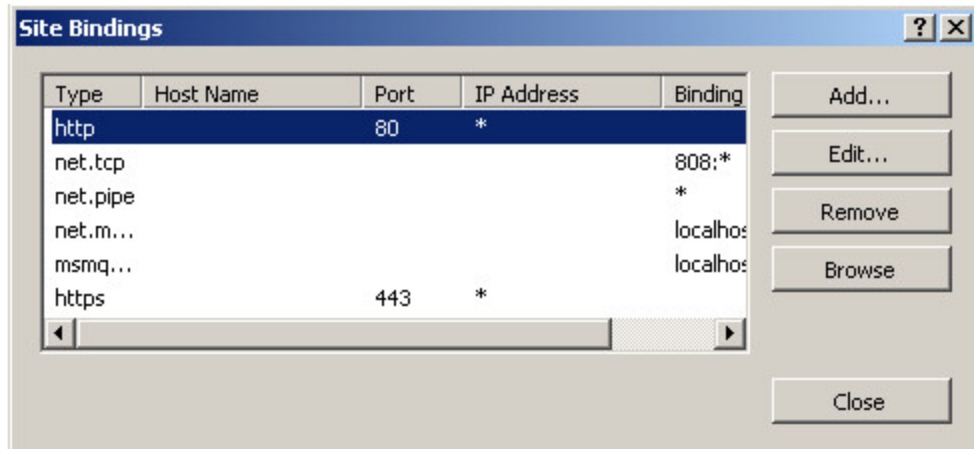 Site Bindings
Type Host Name Port IP Address Binding
http 80 *
net.tcp 808:*
net.pipe *
net.m... localhos
msmq... localhos
https 443 *
Add...
Edit...
Remove
Browse
Close